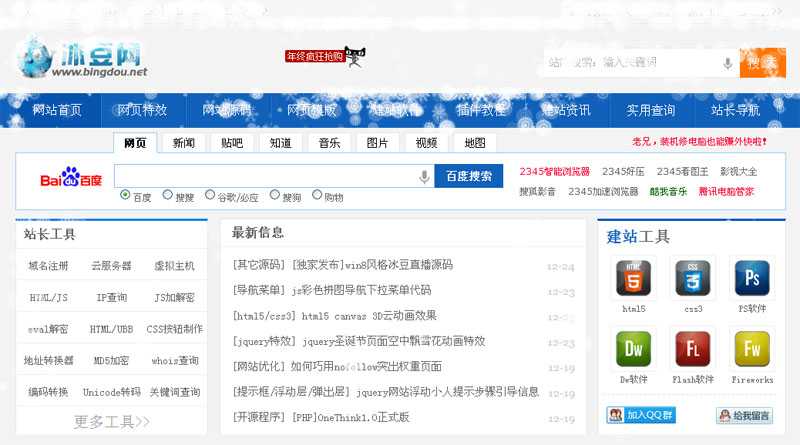 冰豆网
www.bingdou.net
年终疯狂抢购
站内搜索，输入关键词 搜索
网站首页 网页特效 网站源码 网页模版 建站软件 插件教程 建站资讯 实用查询 站长导航
网页 新闻 贴吧 知道 音乐 图片 视频 地图
老兄，装机修电脑也能赚外快啦！
Bai du 百度
百度搜索
百度 搜搜 谷歌/必应 搜狗 购物
2345智能浏览器 2345好压 2345看图王 影视大全
搜狐影音 2345加速浏览器 酷我音乐 腾讯电脑管家
站长工具
域名注册 云服务器 虚拟主机
HTML/JS IP查询 JS加解密
eval解密 HTML/UBB CSS按钮制作
地址转换器 MD5加密 whois查询
编码转换 Unicode转码 关键词查询
更多工具>>
最新信息
[其它源码] [独家发布]win8风格冰豆直播源码 12-24
[导航菜单] js彩色拼图导航下拉菜单代码 12-23
[html5/css3] html5 canvas 3D云动画效果 12-23
[jquery特效] jquery圣诞节页面空中飘雪花动画特效 12-23
[网站优化] 如何巧用nofollow突出权重页面 12-19
[提示框/浮动层/弹出层] jquery网站浮动小人提示步骤引导信息 12-19
[开源程序] [PHP]OneThink1.0正式版 12-19
建站工具
HTML 5 CSS 3 Ps
html5 css3 PS软件
Dw FL Fw
Dw软件 Flash软件 Fireworks
加入QQ群 给我留言